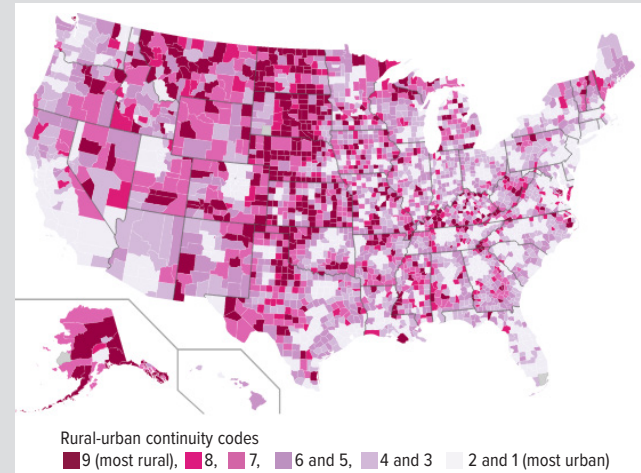 Rural-urban continuity codes
9 (most rural), 8, 7, 6 and 5, 4 and 3 2 and 1 (most urban)